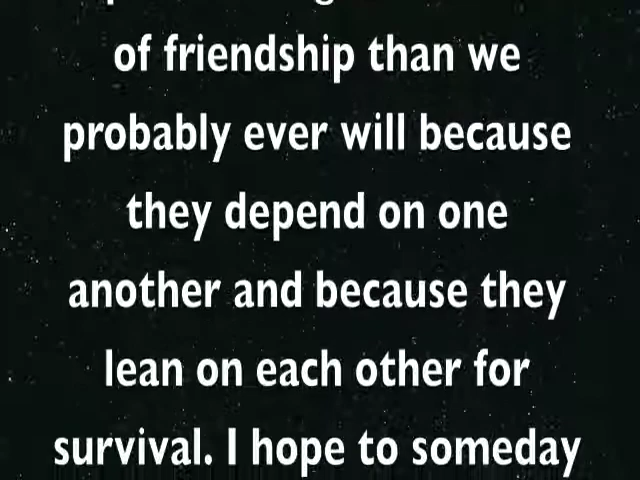 of friendship than we
probably ever will because
they depend on one
another and because they
lean on each other for
survival. I hope to someday